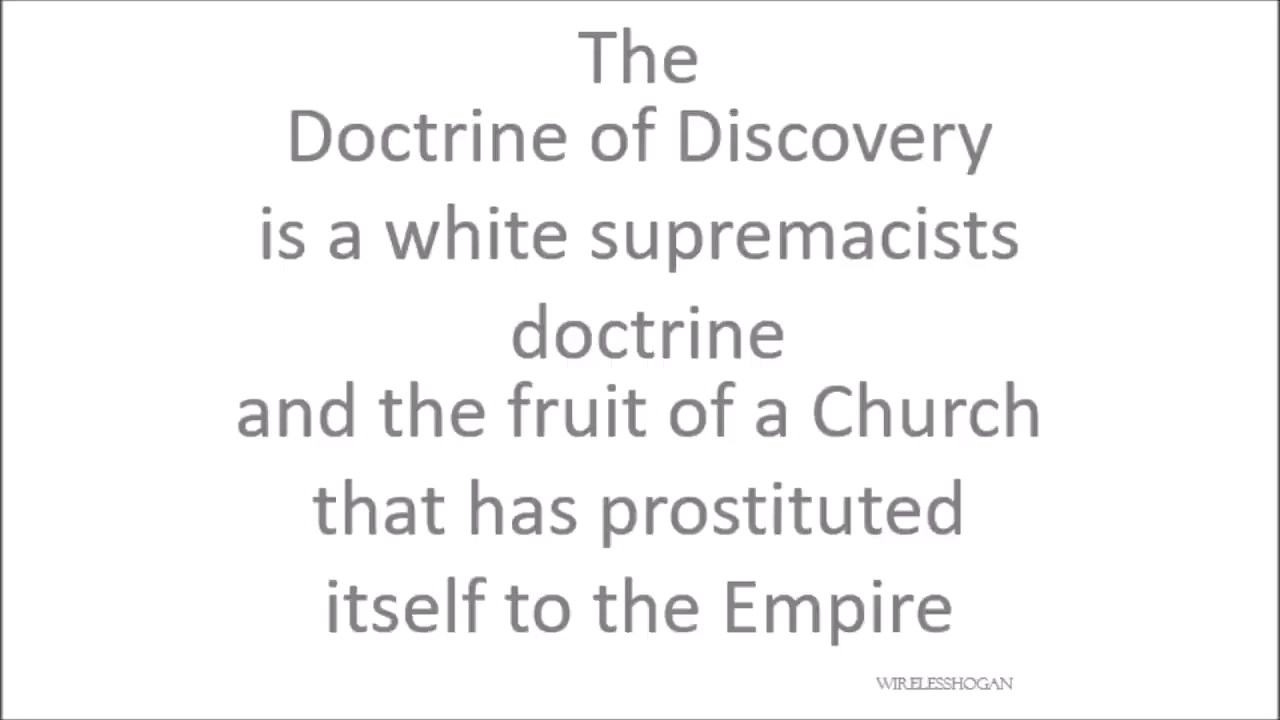 The
Doctrine of Discovery
is a white supremacists
doctrine
and the fruit of a Church
that has prostituted
itself to the Empire
WIRELESSHOGAN